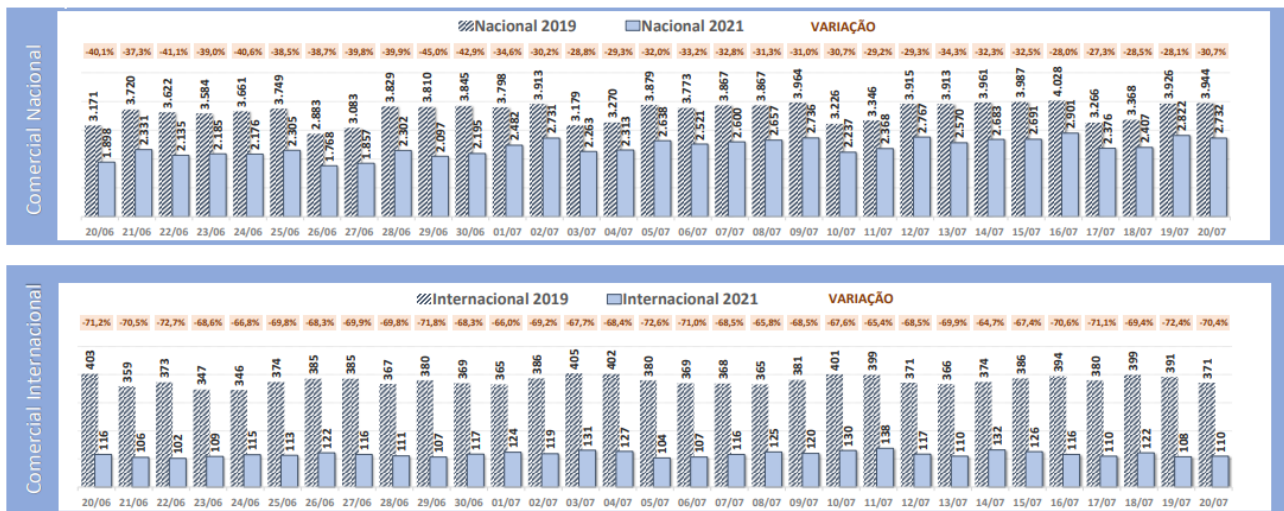 Comercial Nacional
Nacional 2019 Nacional 2021 VARIAÇÃO
-40,1% -37,3% -41,1% -39,0% -40,6% -38,5% -38,7% -39,8% -39,9% -45,0% -42,9% -34,6% -30,2% -28,8% -29,3% -32,0% -33,2% -32,8% -31,3% -31,0% -30,7% -29,2% -29,3% -34,3% -32,3% -32,5% -28,0% -27,3% -28,5% -28,1% -30,7%
3.171 3.720 3.622 3.584 3.661 3.749 2.883 3.083 3.829 3.810 3.845 3.798 3.913 3.179 3.270 3.879 3.773 3.867 3.867 3.964 3.226 3.346 3.915 3.913 3.961 3.987 4.028 3.266 3.368 3.926 3.944
1.898 2.331 2.135 2.185 2.176 2.305 1.768 1.857 2.302 2.097 2.195 2.482 2.731 2.263 2.313 2.638 2.521 2.600 2.657 2.736 2.237 2.368 2.767 2.570 2.683 2.691 2.901 2.376 2.407 2.822 2.732
20/06 21/06 22/06 23/06 24/06 25/06 26/06 27/06 28/06 29/06 30/06 01/07 02/07 03/07 04/07 05/07 06/07 07/07 08/07 09/07 10/07 11/07 12/07 13/07 14/07 15/07 16/07 17/07 18/07 19/07 20/07
Comercial Internacional
Internacional 2019 Internacional 2021 VARIAÇÃO
-71,2% -70,5% -72,7% -68,6% -66,8% -69,8% -68,3% -69,9% -69,8% -71,8% -68,3% -66,0% -69,2% -67,7% -68,4% -72,6% -71,0% -68,5% -65,8% -68,5% -67,6% -65,4% -68,5% -69,9% -64,7% -67,4% -70,6% -71,1% -69,4% -72,4% -70,4%
403 359 373 347 346 374 385 385 367 380 369 365 386 405 402 380 369 368 365 381 401 399 371 366 374 386 394 380 399 391 371
116 106 102 109 115 113 122 116 111 107 117 124 119 131 127 104 107 116 125 120 130 138 117 110 132 126 116 110 122 108 110
20/06 21/06 22/06 23/06 24/06 25/06 26/06 27/06 28/06 29/06 30/06 01/07 02/07 03/07 04/07 05/07 06/07 07/07 08/07 09/07 10/07 11/07 12/07 13/07 14/07 15/07 16/07 17/07 18/07 19/07 20/07